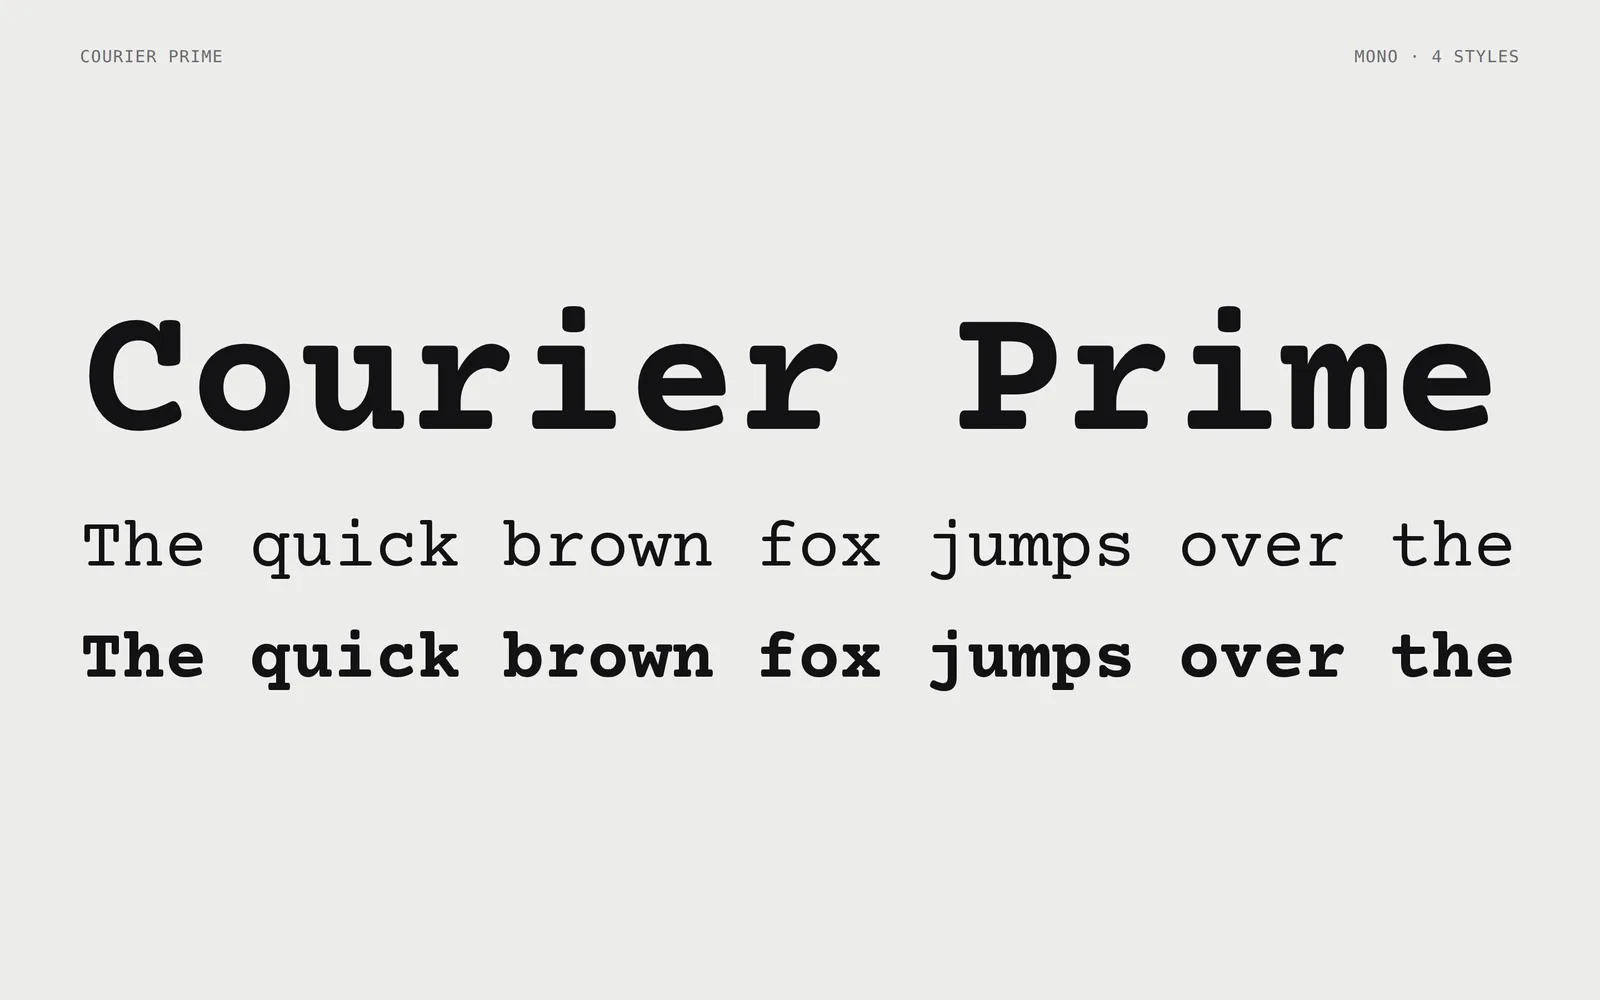 COURIER PRIME
MONO · 4 STYLES
Courier Prime
The quick brown fox jumps over the
The quick brown fox jumps over the